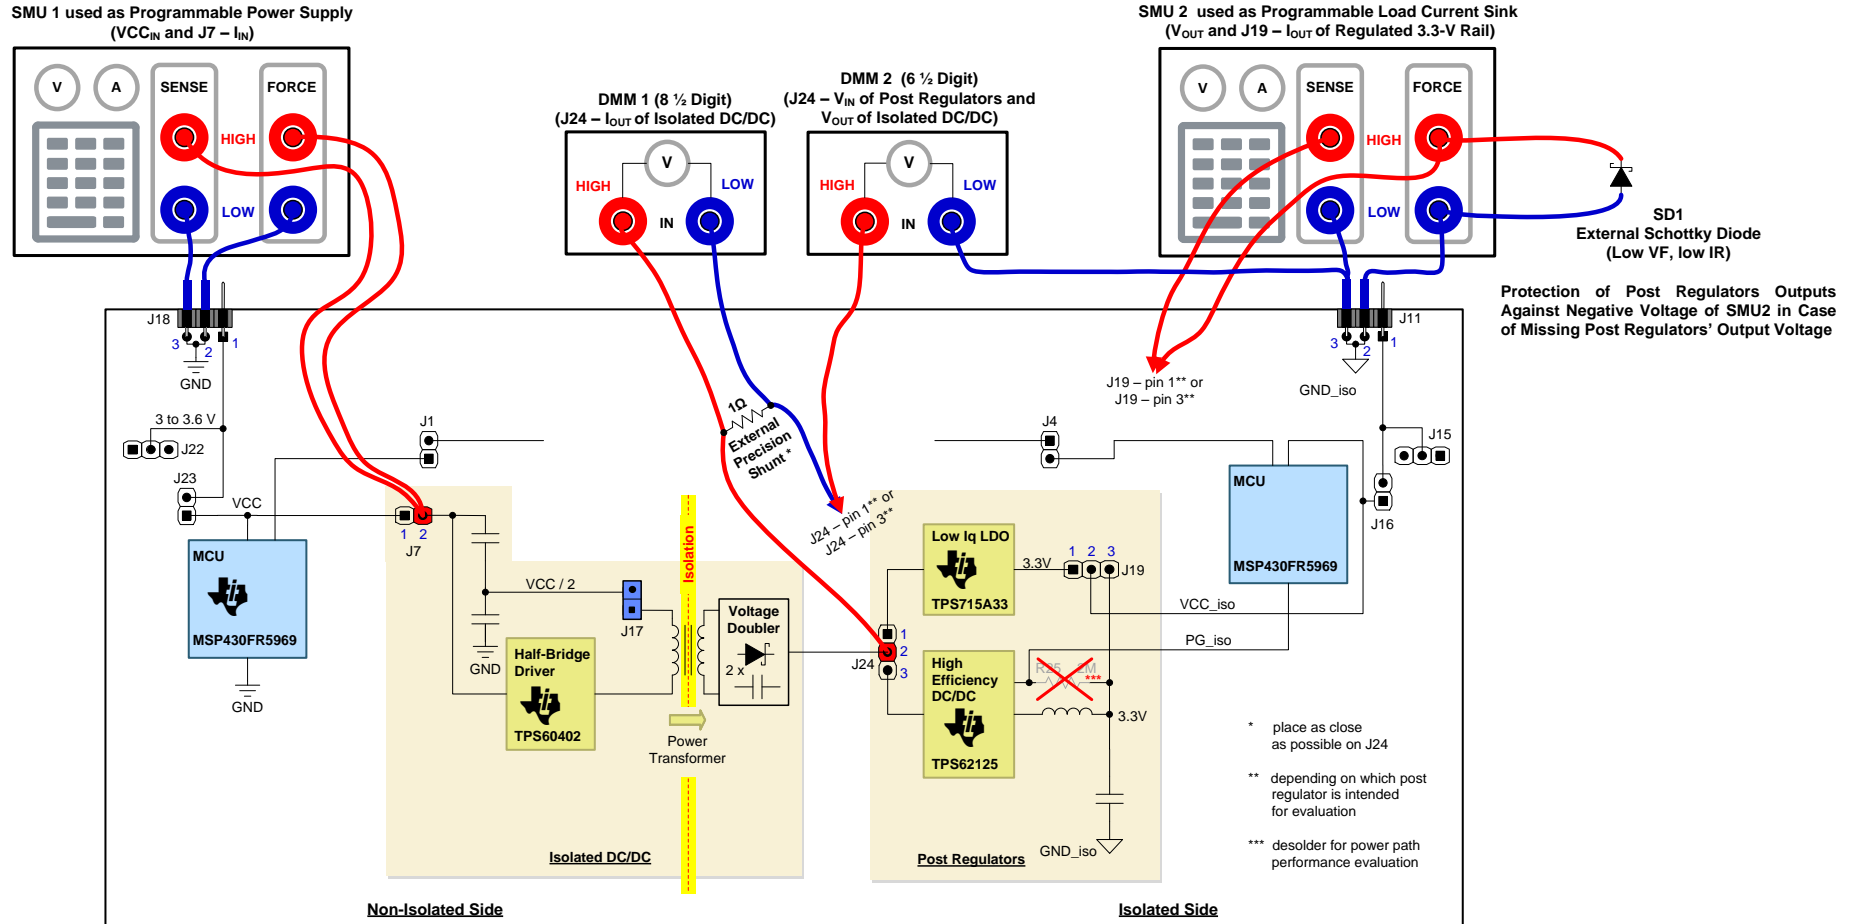 SMU 1 used as Programmable Power Supply
(VCCIN and J7 – IIN)
V
A
SENSE
FORCE
HIGH
LOW
DMM 1 (8 ½ Digit)
(J24 – IOUT of Isolated DC/DC)
V
HIGH
LOW
IN
DMM 2 (6 ½ Digit)
(J24 – VIN of Post Regulators and
VOUT of Isolated DC/DC)
V
HIGH
LOW
IN
SMU 2 used as Programmable Load Current Sink
(VOUT and J19 – IOUT of Regulated 3.3-V Rail)
V
A
SENSE
FORCE
HIGH
LOW
SD1
External Schottky Diode
(Low VF, low IR)
Protection of Post Regulators Outputs
Against Negative Voltage of SMU2 in Case
of Missing Post Regulators' Output Voltage
J18
3
2
1
GND
3 to 3.6 V
J22
J23
VCC
J1
1
2
J7
MCU
MSP430FR5969
GND
VCC / 2
J17
GND
Half-Bridge
Driver
TPS60402
Isolation
Power
Transformer
Voltage
Doubler
2 x
Isolated DC/DC
Non-Isolated Side
1Ω
External
Precision
Shunt *
J24 – pin 1** or
J24 – pin 3**
J19 – pin 1** or
J19 – pin 3**
J11
3
2
1
GND_iso
J4
J15
J16
MCU
MSP430FR5969
Low Iq LDO
TPS715A33
3.3V
1
2
3
J19
VCC_iso
PG_iso
J24
1
2
3
High
Efficiency
DC/DC
TPS62125
R25 2M
***
3.3V
GND_iso
Post Regulators
Isolated Side
* place as close
as possible on J24
** depending on which post
regulator is intended
for evaluation
*** desolder for power path
performance evaluation